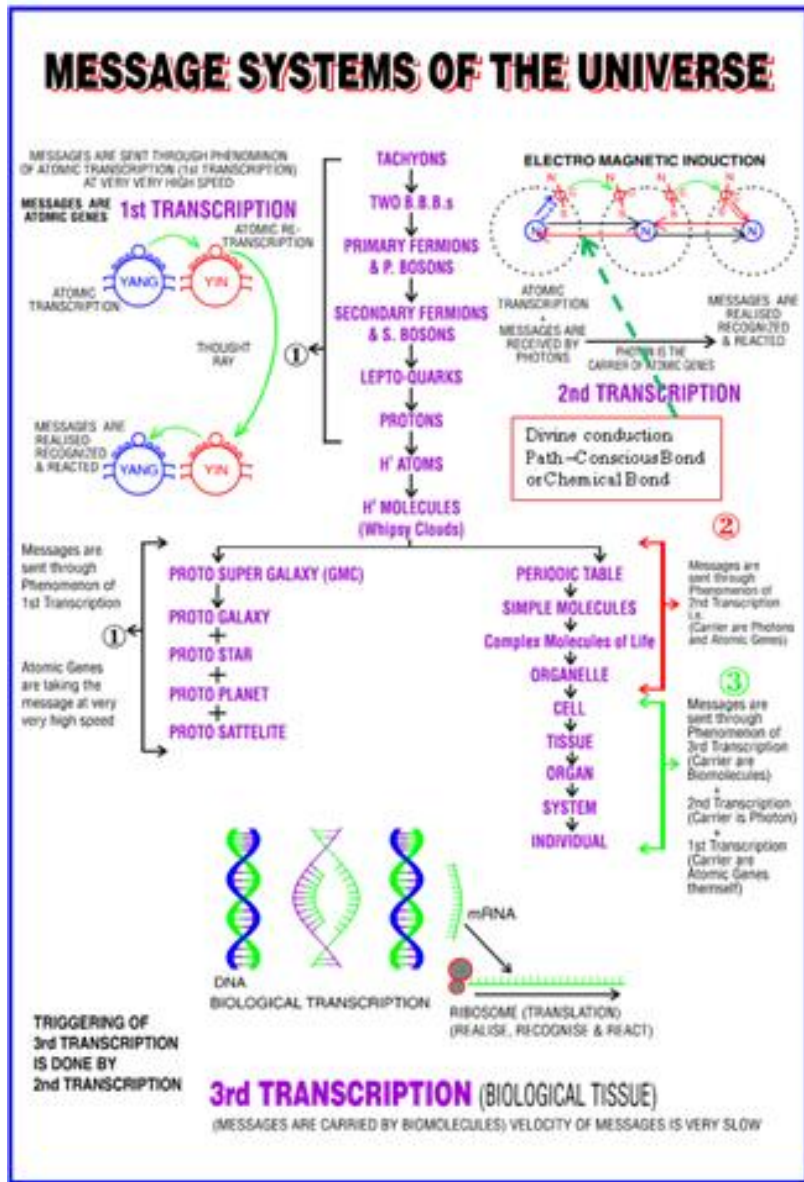 MESSAGE SYSTEMS OF THE UNIVERSE
MESSAGES ARE SENT THROUGH PHENOMINON
OF ATOMIC TRANSCRIPTION (1st TRANSCRIPTION)
AT VERY VERY HIGH SPEED
MESSAGES ARE
ATOMIC GENES
1st TRANSCRIPTION
ATOMIC RE-
TRANSCRIPTION
YANG
YIN
ATOMIC
TRANSCRIPTION
THOUGHT
RAY
MESSAGES ARE
REALISED
RECOGNIZED
& REACTED
YANG
YIN
①
TACHYONS
TWO B.B.B.s
PRIMARY FERMIONS
& P. BOSONS
SECONDARY FERMIONS
& S. BOSONS
LEPTO-QUARKS
PROTONS
H' ATOMS
H' MOLECULES
(Whipsy Clouds)
ELECTRO MAGNETIC INDUCTION
N
S
N
S
N
S
N
S
N
N
N
ATOMIC
TRANSCRIPTION
+
MESSAGES ARE
RECEIVED BY
PHOTONS
MESSAGES ARE
REALISED
RECOGNIZED
& REACTED
PHOTON IS THE
CARRIER OF ATOMIC GENES
2nd TRANSCRIPTION
Divine conduction
Path-Conscious Bond
or Chemical Bond
Messages are
sent through
Phenomenon of
1st Transcription
①
Atomic Genes
are taking the
message at very
very high speed
PROTO SUPER GALAXY (GMC)
PROTO GALAXY
+
PROTO STAR
+
PROTO PLANET
+
PROTO SATTELITE
PERIODIC TABLE
SIMPLE MOLECULES
Complex Molecules of Life
ORGANELLE
CELL
TISSUE
ORGAN
SYSTEM
INDIVIDUAL
②
Messages are
sent through
Phenomenon of
2nd Transcription
i.e.
(Carrier are Photons
and Atomic Genes)
③
Messages are
sent through
Phenomenon of
3rd Transcription
(Carrier are
Biomolecules)
+
2nd Transcription
(Carrier is Photon)
+
1st Transcription
(Carrier are
Atomic Genes
themself)
mRNA
DNA
BIOLOGICAL TRANSCRIPTION
RIBOSOME (TRANSLATION)
(REALISE, RECOGNISE & REACT)
TRIGGERING OF
3rd TRANSCRIPTION
IS DONE BY
2nd TRANSCRIPTION
3rd TRANSCRIPTION (BIOLOGICAL TISSUE)
(MESSAGES ARE CARRIED BY BIOMOLECULES) VELOCITY OF MESSAGES IS VERY SLOW